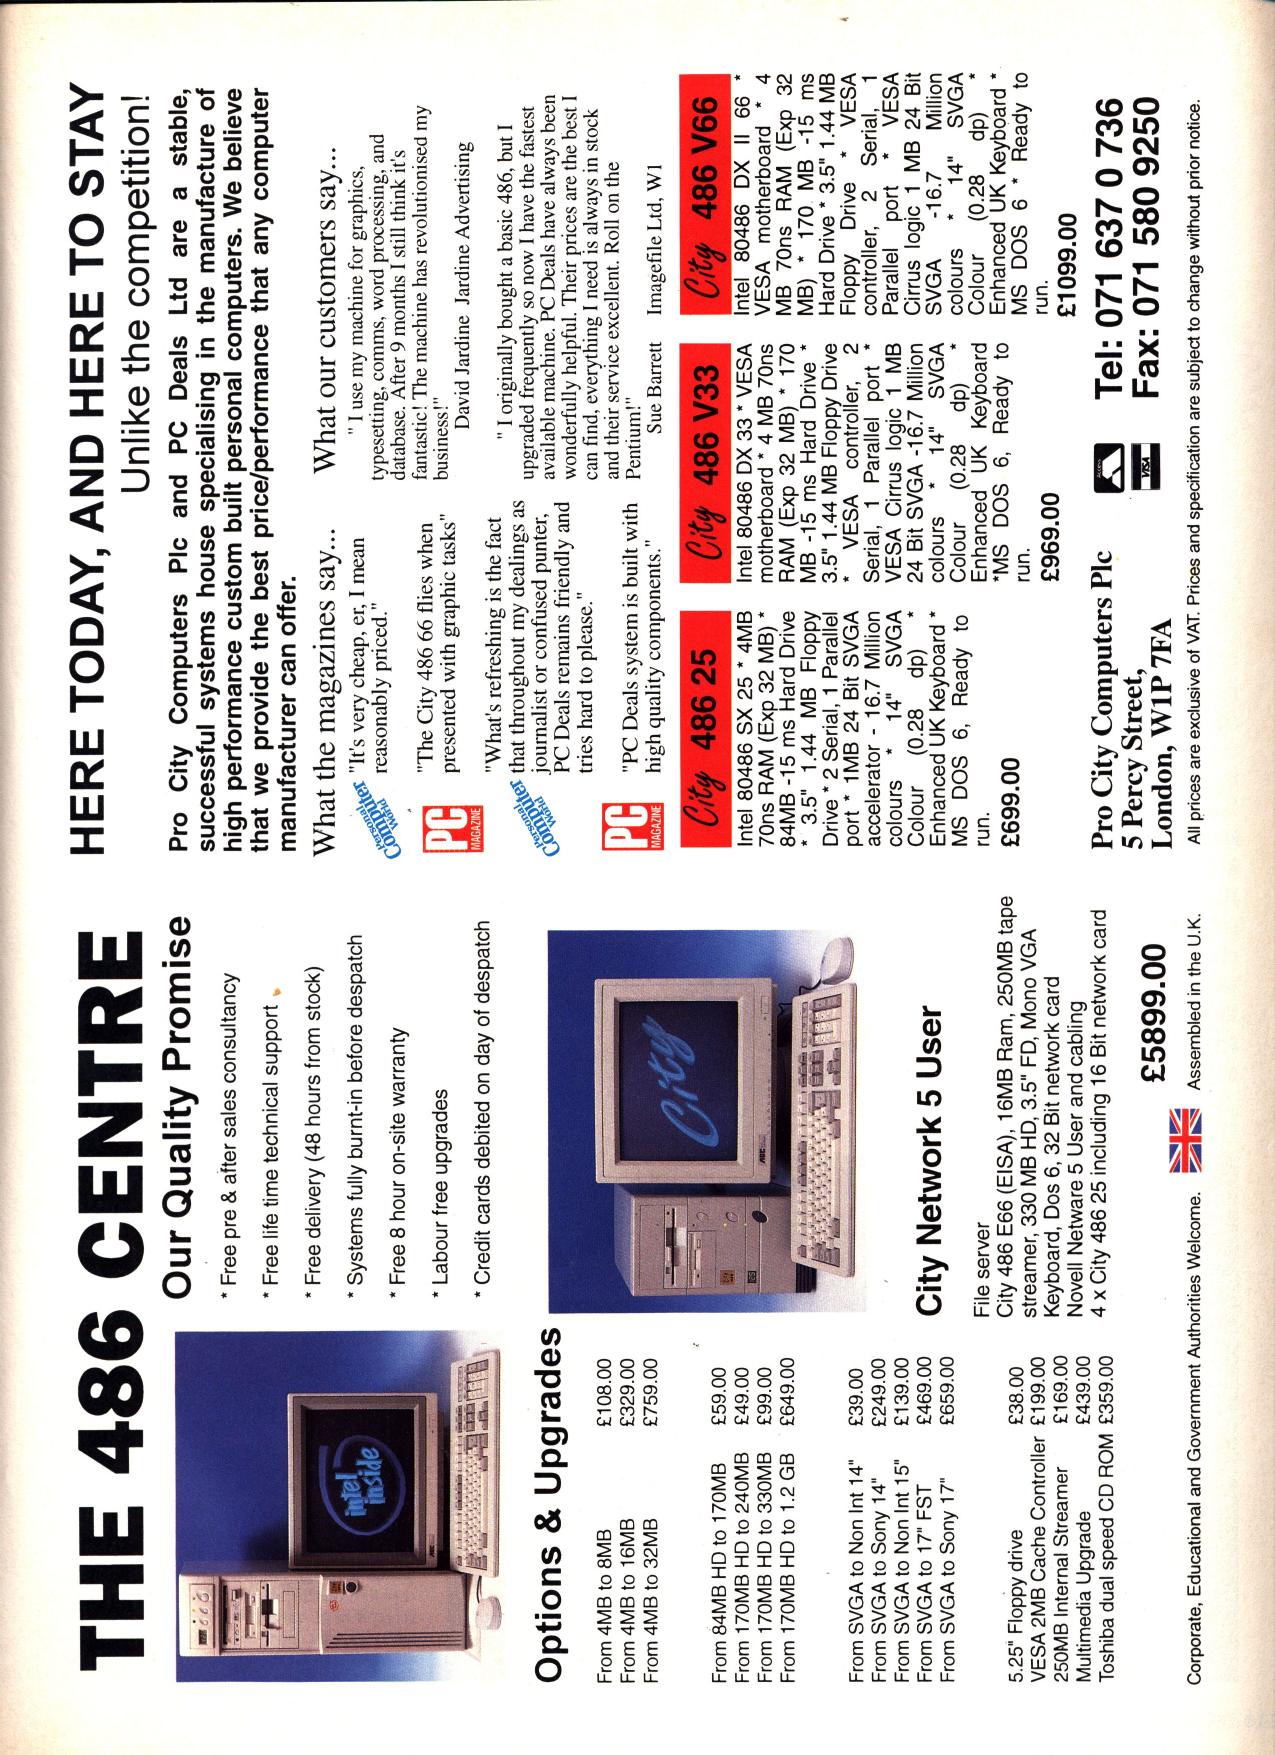 THE 486 CENTRE
Our Quality Promise
* Free pre & after sales consultancy
* Free life time technical support
* Free delivery (48 hours from stock)
* Systems fully burnt-in before despatch
* Free 8 hour on-site warranty
* Labour free upgrades
* Credit cards debited on day of despatch
intel
inside
Options & Upgrades
From 4MB to 8MB £108.00
From 4MB to 16MB £329.00
From 4MB to 32MB £759.00
From 84MB HD to 170MB £59.00
From 170MB HD to 240MB £49.00
From 170MB HD to 330MB £99.00
From 170MB HD to 1.2 GB £649.00
From SVGA to Non Int 14" £39.00
From SVGA to Sony 14" £249.00
From SVGA to Non Int 15" £139.00
From SVGA to 17" FST £469.00
From SVGA to Sony 17" £659.00
5.25" Floppy drive £38.00
VESA 2MB Cache Controller £199.00
250MB Internal Streamer £169.00
Multimedia Upgrade £439.00
Toshiba dual speed CD ROM £359.00
City
City Network 5 User
File server
City 486 E66 (EISA), 16MB Ram, 250MB tape
streamer, 330 MB HD, 3.5" FD, Mono VGA
Keyboard, Dos 6, 32 Bit network card
Novell Netware 5 User and cabling
4 x City 486 25 including 16 Bit network card
£5899.00
Corporate, Educational and Government Authorities Welcome.
Assembled in the U.K.
HERE TODAY, AND HERE TO STAY
Unlike the competition!
Pro City Computers Plc and PC Deals Ltd are a stable,
successful systems house specialising in the manufacture of
high performance custom built personal computers. We believe
that we provide the best price/performance that any computer
manufacturer can offer.
What the magazines say...
Personal
Computer
World
"It's very cheap, er, I mean
reasonably priced."
PC
MAGAZINE
"The City 486 66 flies when
presented with graphic tasks"
Personal
Computer
World
"What's refreshing is the fact
that throughout my dealings as
journalist or confused punter,
PC Deals remains friendly and
tries hard to please."
PC
MAGAZINE
"PC Deals system is built with
high quality components."
What our customers say...
" I use my machine for graphics,
typesetting, comms, word processing, and
database. After 9 months I still think it's
fantastic! The machine has revolutionised my
business!"
David Jardine Jardine Advertising
" I originally bought a basic 486, but I
upgraded frequently so now I have the fastest
available machine. PC Deals have always been
wonderfully helpful. Their prices are the best I
can find, everything I need is always in stock
and their service excellent. Roll on the
Pentium!"
Sue Barrett Imagefile Ltd, W1
City 486 25
Intel 80486 SX 25 * 4MB
70ns RAM (Exp 32 MB) *
84MB -15 ms Hard Drive
* 3.5" 1.44 MB Floppy
Drive * 2 Serial, 1 Parallel
port * 1MB 24 Bit SVGA
accelerator - 16.7 Million
colours * 14" SVGA
Colour (0.28 dp) *
Enhanced UK Keyboard *
MS DOS 6, Ready to
run.
£699.00
City 486 V33
Intel 80486 DX 33 * VESA
motherboard * 4 MB 70ns
RAM (Exp 32 MB) * 170
MB -15 ms Hard Drive *
3.5" 1.44 MB Floppy Drive
* VESA controller, 2
Serial, 1 Parallel port *
VESA Cirrus logic 1 MB
24 Bit SVGA -16.7 Million
colours * 14" SVGA
Colour (0.28 dp) *
Enhanced UK Keyboard
*MS DOS 6, Ready to
run.
£969.00
City 486 V66
Intel 80486 DX II 66 *
VESA motherboard * 4
MB 70ns RAM (Exp 32
MB) * 170 MB -15 ms
Hard Drive * 3.5" 1.44 MB
Floppy Drive * VESA
controller, 2 Serial, 1
Parallel port * VESA
Cirrus logic 1 MB 24 Bit
SVGA -16.7 Million
colours * 14" SVGA
Colour (0.28 dp) *
Enhanced UK Keyboard *
MS DOS 6 * Ready to
run.
£1099.00
Pro City Computers Plc
5 Percy Street,
London, W1P 7FA
ACCESS
VISA
Tel: 071 637 0 736
Fax: 071 580 9250
All prices are exclusive of VAT. Prices and specification are subject to change without prior notice.